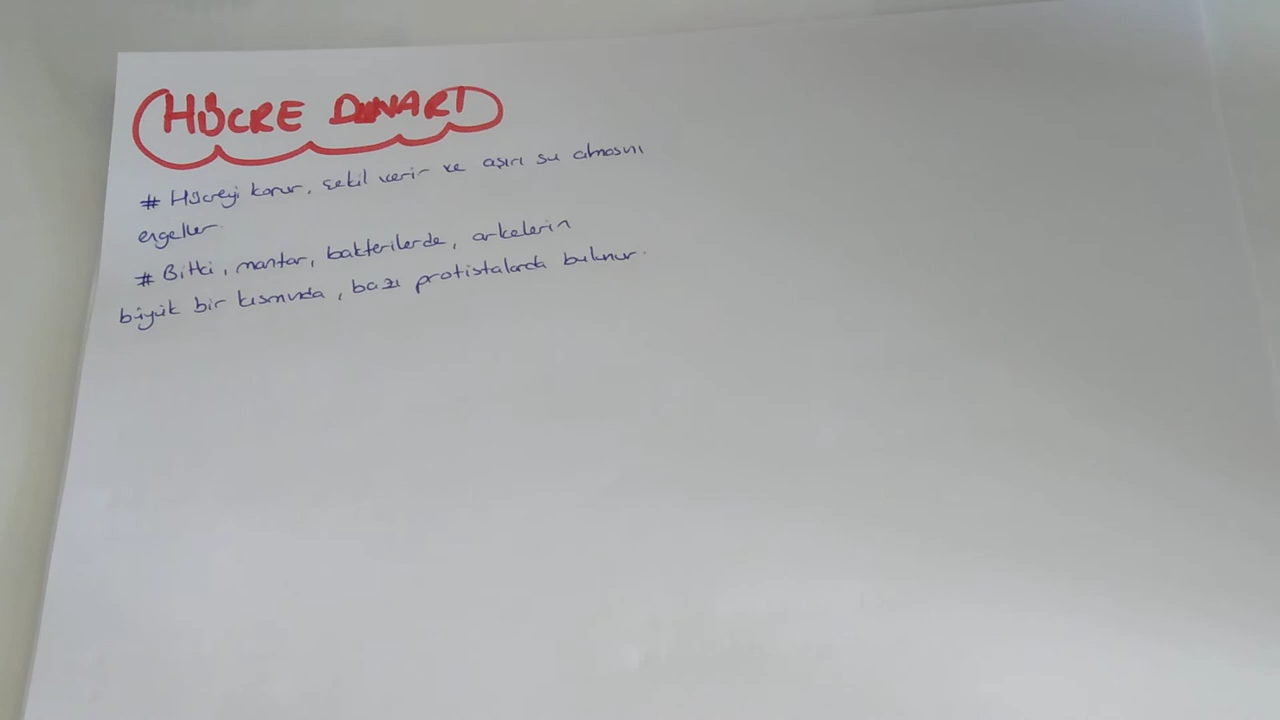 HÜCRE DUVARI
# Hücreyi korur, şekil verir ve aşırı su almasını
engeller.
# Bitki, mantar, bakterilerde, arkelerin
büyük bir kısmında, bazı protistalarda bulunur.